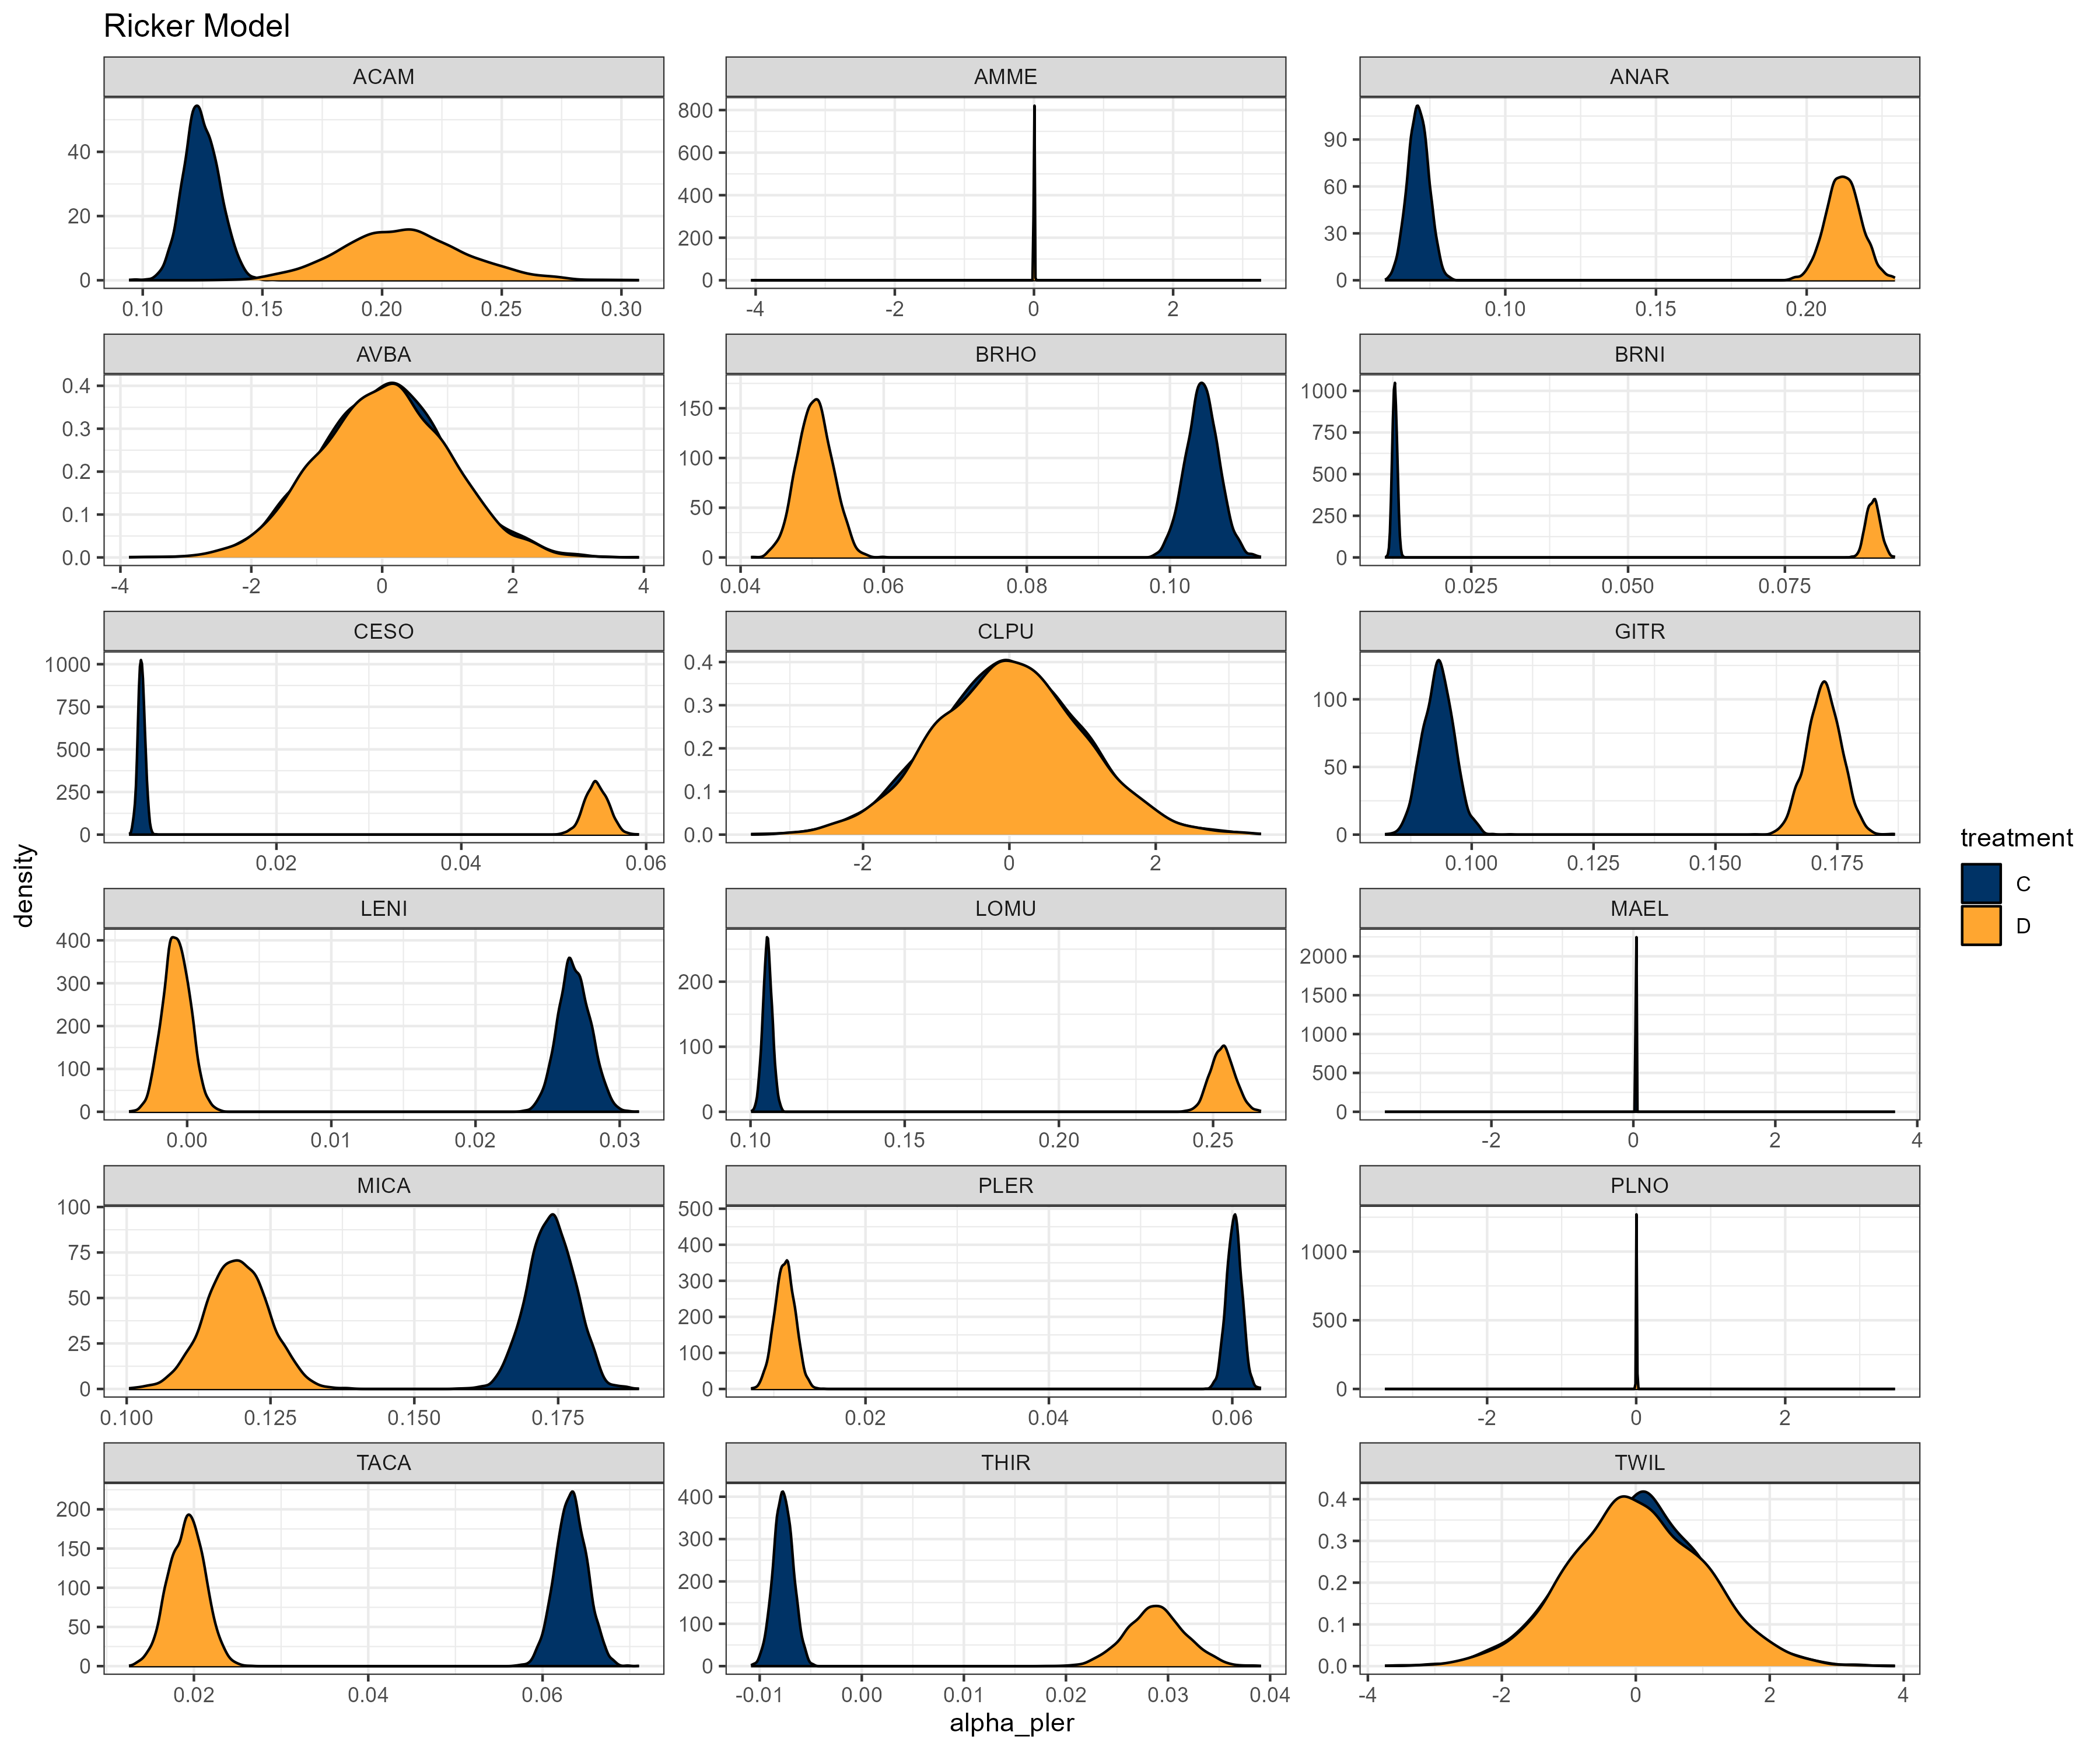 Ricker Model
ACAM AMME ANAR
40 20 0
800 600 400 200 0
90 60 30 0
0.10 0.15 0.20 0.25 0.30
-4 -2 0 2
0.10 0.15 0.20
AVBA BRHO BRNI
0.4 0.3 0.2 0.1 0.0
150 100 50 0
1000 750 500 250 0
-4 -2 0 2 4
0.04 0.06 0.08 0.10
0.025 0.050 0.075
CESO CLPU GITR
1000 750 500 250 0
0.4 0.3 0.2 0.1 0.0
100 50 0
0.02 0.04 0.06
-2 0 2
0.100 0.125 0.150 0.175
LENI LOMU MAEL
400 300 200 100 0
200 100 0
2000 1500 1000 500 0
0.00 0.01 0.02 0.03
0.10 0.15 0.20 0.25
-2 0 2 4
MICA PLER PLNO
100 75 50 25 0
500 400 300 200 100 0
1000 500 0
0.100 0.125 0.150 0.175
0.02 0.04 0.06
-2 0 2
TACA THIR TWIL
200 150 100 50 0
400 300 200 100 0
0.4 0.3 0.2 0.1 0.0
0.02 0.04 0.06
-0.01 0.00 0.01 0.02 0.03 0.04
-4 -2 0 2 4
density
alpha_pler
treatment
C
D